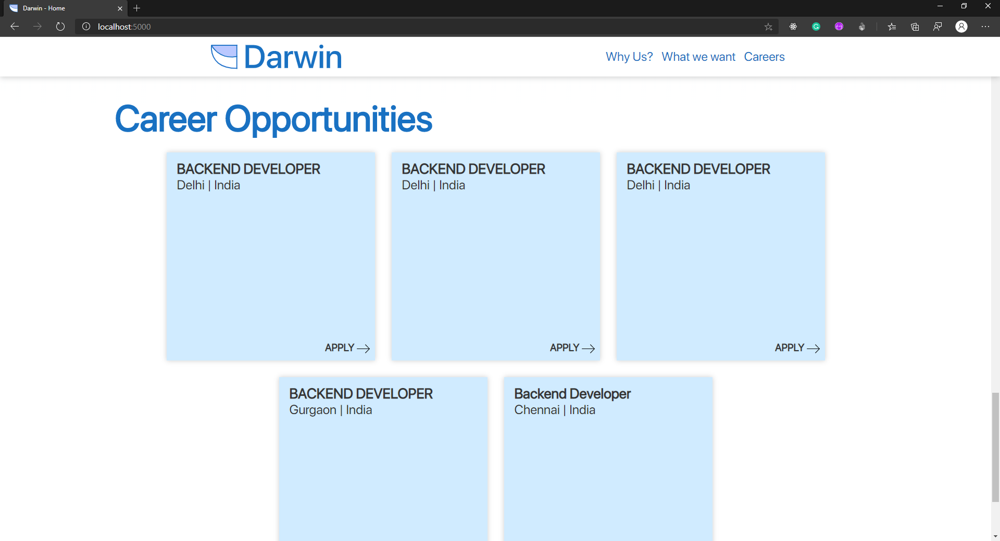 Darwin - Home
localhost:5000
Darwin
Why Us? What we want Careers
Career Opportunities
BACKEND DEVELOPER
Delhi | India
APPLY
BACKEND DEVELOPER
Delhi | India
APPLY
BACKEND DEVELOPER
Delhi | India
APPLY
BACKEND DEVELOPER
Gurgaon | India
Backend Developer
Chennai | India